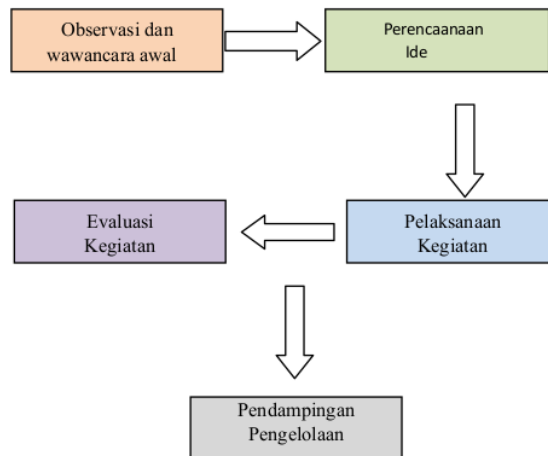 Observasi dan
wawancara awal
Perencaanaan
Ide
Pelaksanaan
Kegiatan
Evaluasi
Kegiatan
Pendampingan
Pengelolaan